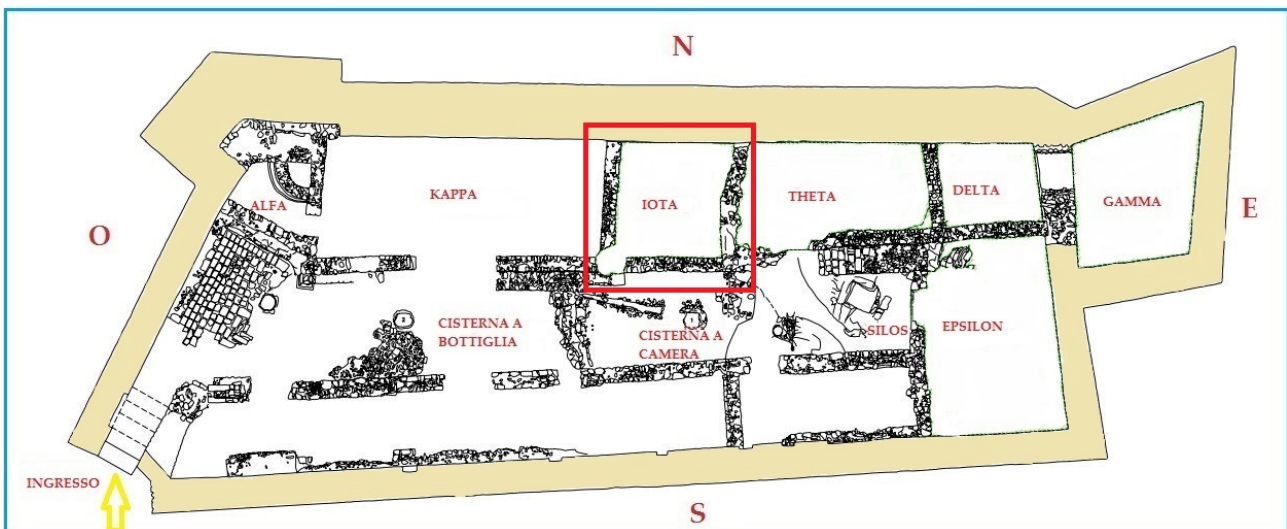 N
KAPPA
IOTA
THETA
DELTA
GAMMA
ALFA
O
E
CISTERNA A
BOTTIGLIA
CISTERNA A
CAMERA
SILOS
EPSILON
INGRESSO
S